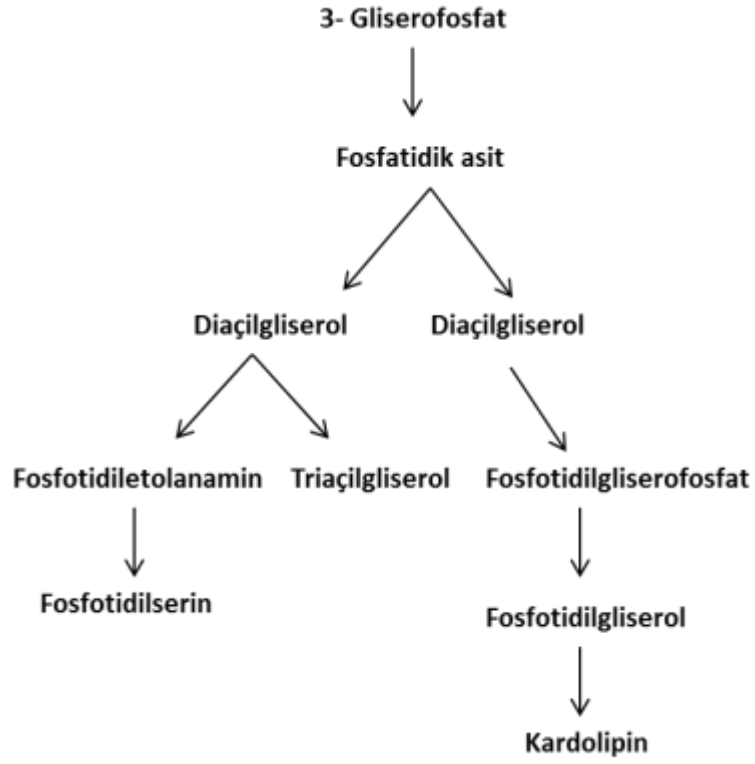 3- Gliserofosfat
Fosfatidik asit
Diaçilgliserol Diaçilgliserol
Fosfotidiletolanamin Triaçilgliserol Fosfotidilgliserofosfat
Fosfotidilserin
Fosfotidilgliserol
Kardolipin